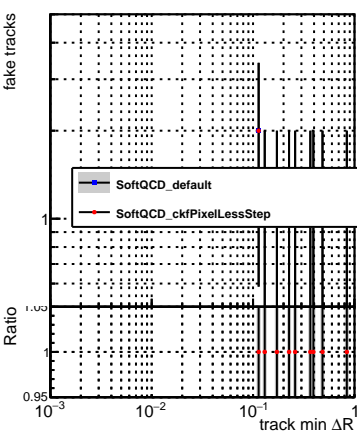 fake tracks
SoftQCD_default
SoftQCD_ckfPixelLessStep
1
1.05
Ratio
1
0.95
10⁻³ 10⁻² 10⁻¹ 1
track min ΔR